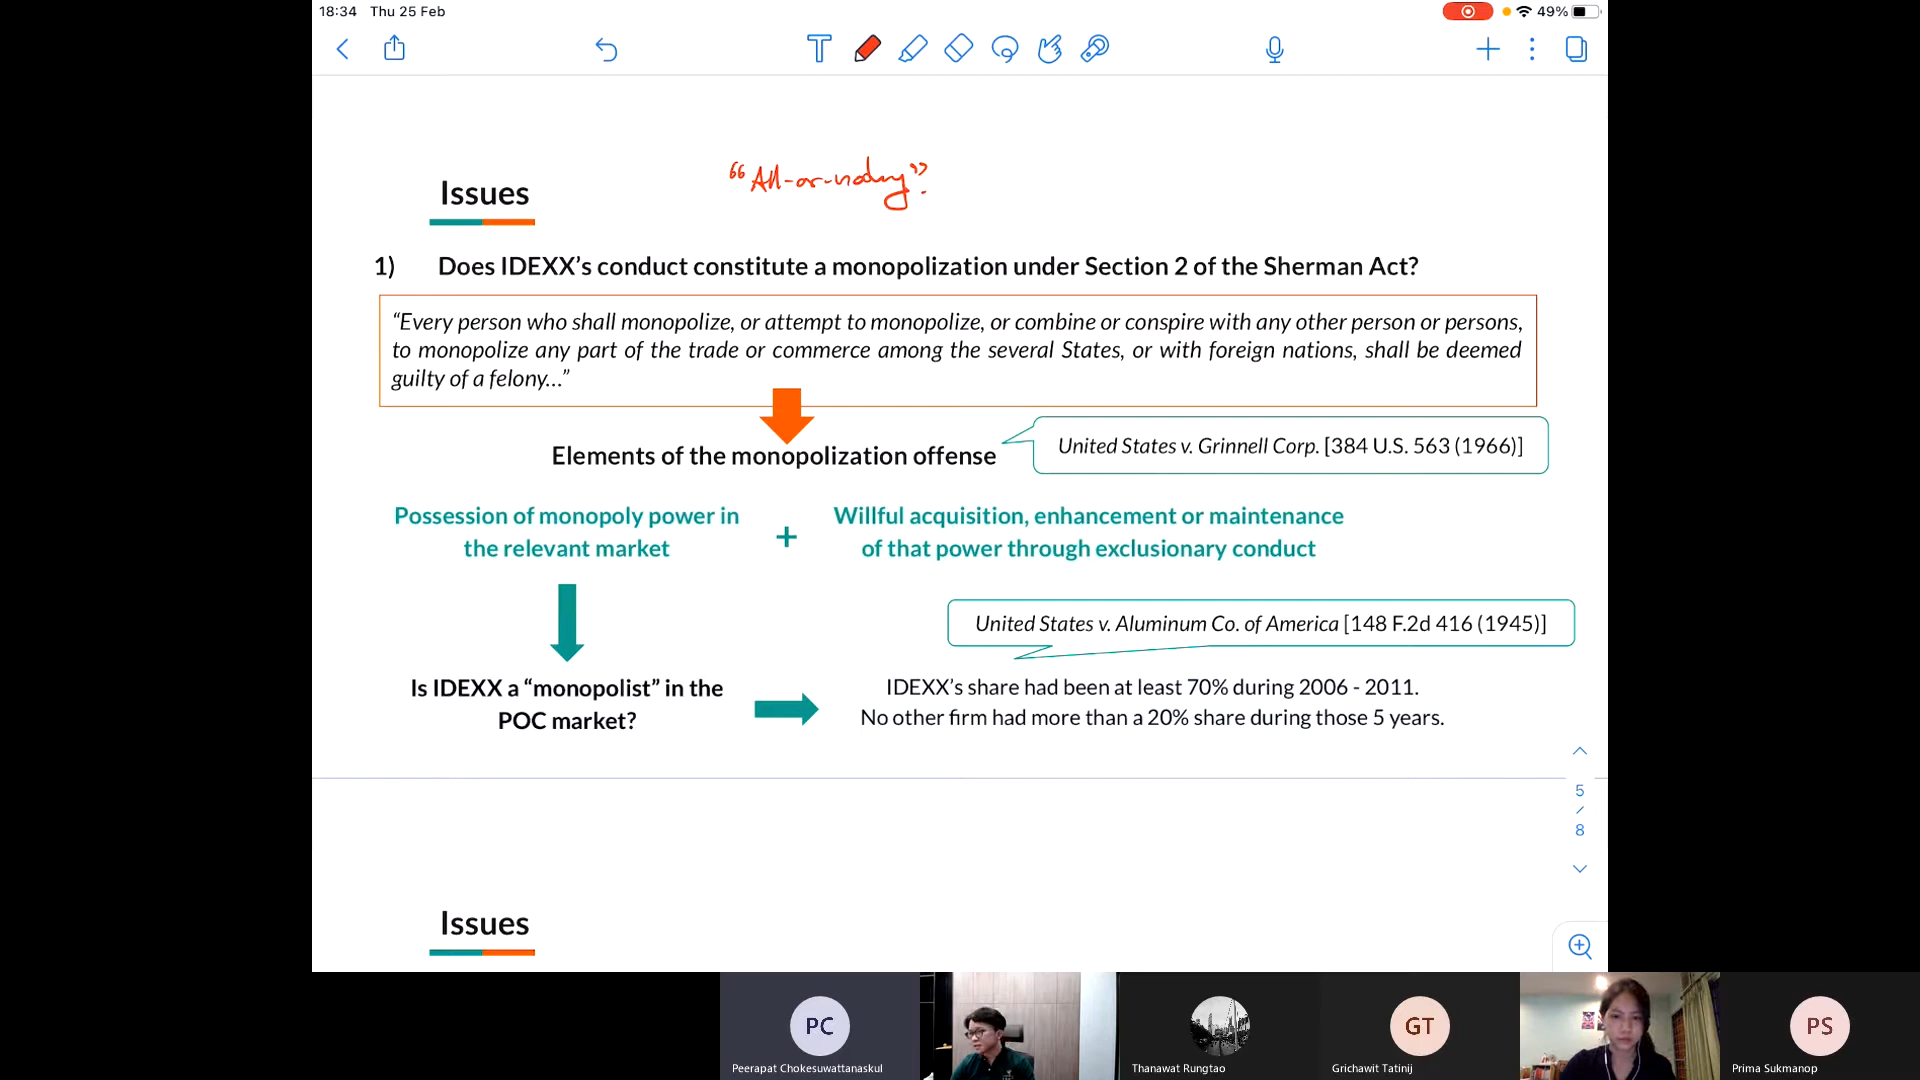 18:34 Thu 25 Feb
49%
“All-or-nothing”
Issues
1) Does IDEXX’s conduct constitute a monopolization under Section 2 of the Sherman Act?
“Every person who shall monopolize, or attempt to monopolize, or combine or conspire with any other person or persons,
to monopolize any part of the trade or commerce among the several States, or with foreign nations, shall be deemed
guilty of a felony…”
Elements of the monopolization offense
United States v. Grinnell Corp. [384 U.S. 563 (1966)]
Possession of monopoly power in
the relevant market
+
Willful acquisition, enhancement or maintenance
of that power through exclusionary conduct
United States v. Aluminum Co. of America [148 F.2d 416 (1945)]
Is IDEXX a “monopolist” in the
POC market?
IDEXX’s share had been at least 70% during 2006 - 2011.
No other firm had more than a 20% share during those 5 years.
5
/
8
Issues
PC
GT
PS
Peerapat Chokesuwattanaskul
Thanawat Rungtao
Grichawit Tatinij
Prima Sukmanop